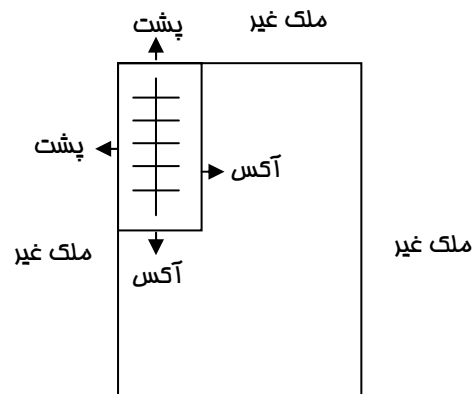 ملک غیر
پشت
پشت
آکس
ملک غیر
ملک غیر
آکس